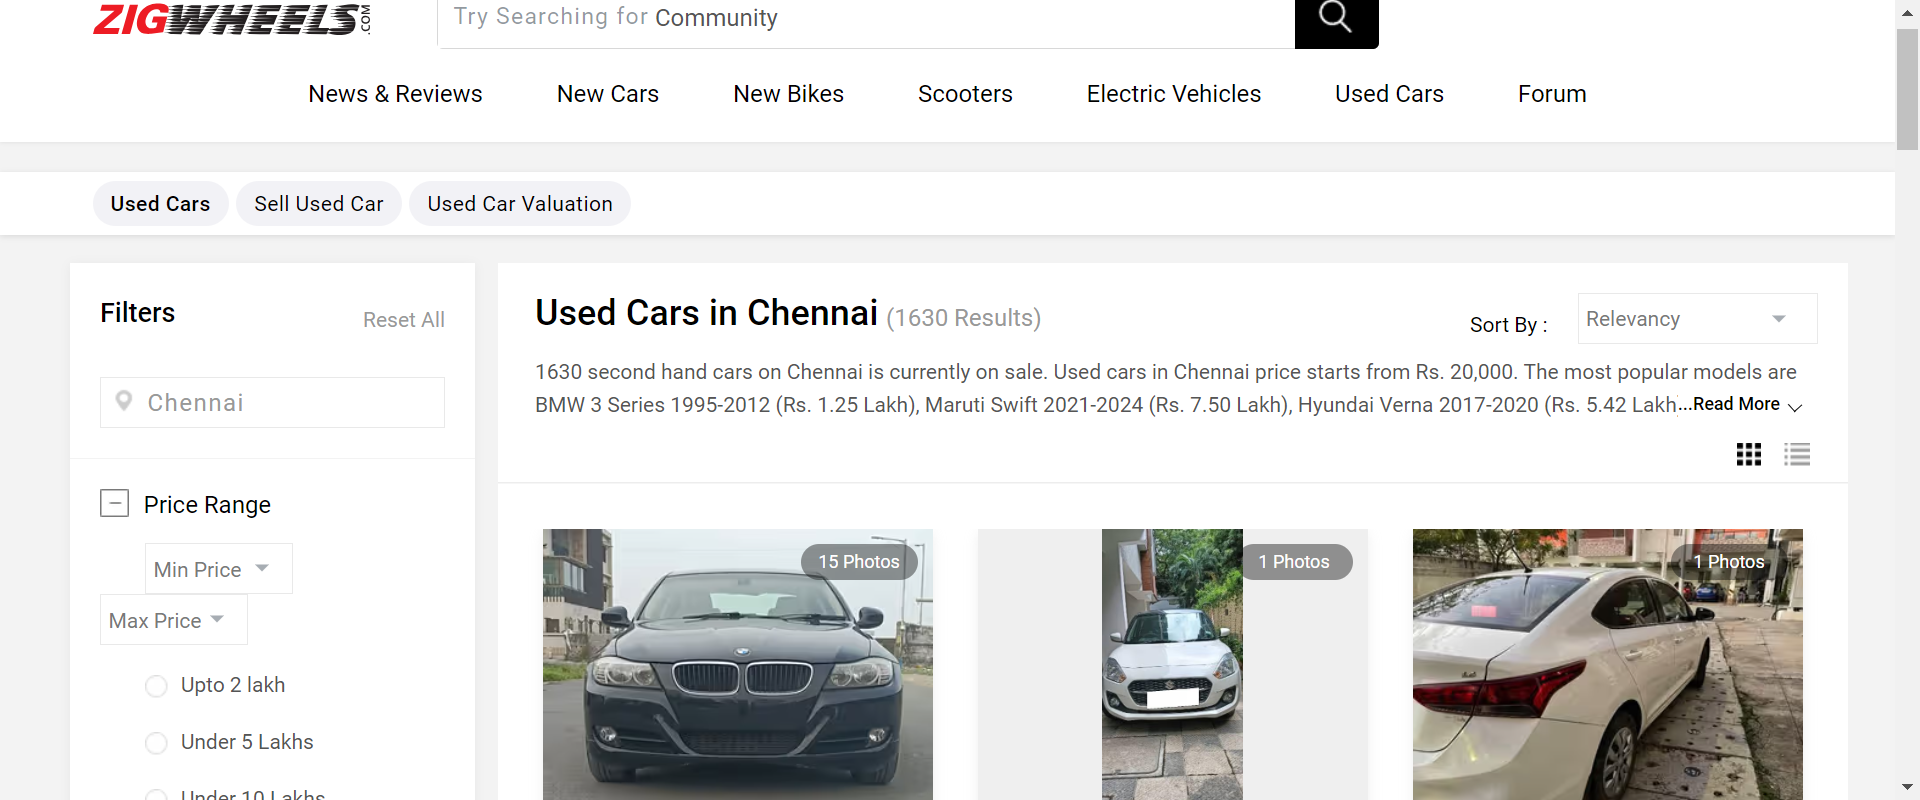 ZIGWHEELS.COM
Try Searching for Community
News & Reviews New Cars New Bikes Scooters Electric Vehicles Used Cars Forum
Used Cars Sell Used Car Used Car Valuation
Filters
Reset All
Chennai
Price Range
Min Price
Max Price
Upto 2 lakh
Under 5 Lakhs
Under 10 Lakhs
Used Cars in Chennai (1630 Results)
Sort By :
Relevancy
1630 second hand cars on Chennai is currently on sale. Used cars in Chennai price starts from Rs. 20,000. The most popular models are
BMW 3 Series 1995-2012 (Rs. 1.25 Lakh), Maruti Swift 2021-2024 (Rs. 7.50 Lakh), Hyundai Verna 2017-2020 (Rs. 5.42 Lakh ...Read More
15 Photos
1 Photos
1 Photos